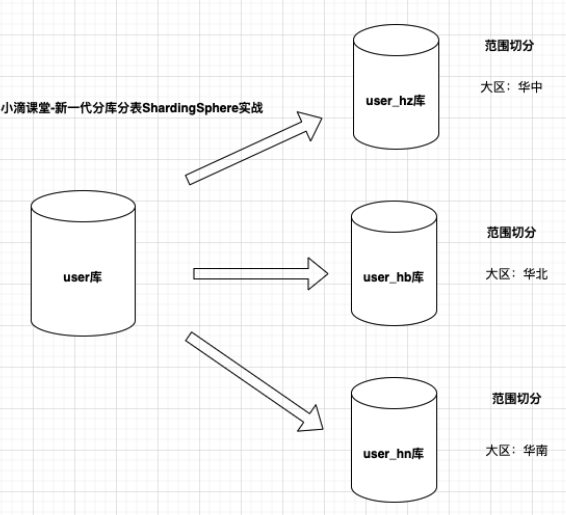 范围切分
大区：华中
user_hz库
小滴课堂-新一代分库分表ShardingSphere实战
范围切分
大区：华北
user库
user_hb库
范围切分
大区：华南
user_hn库